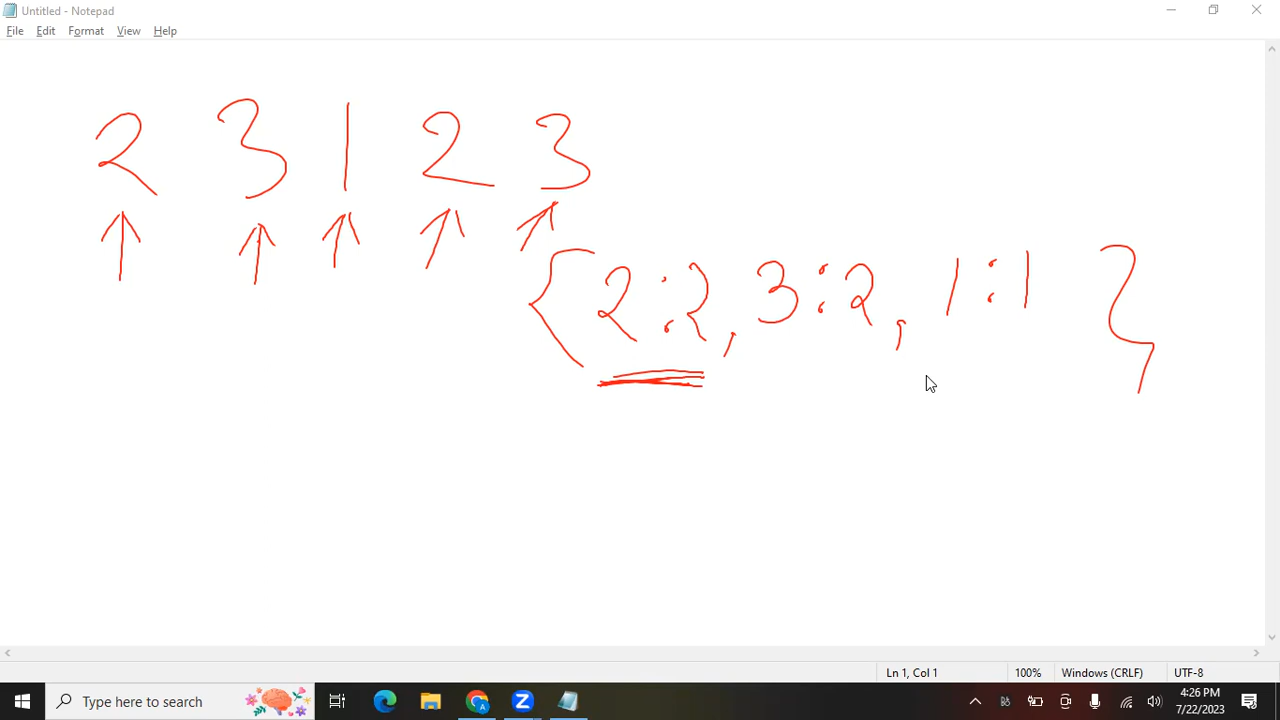 Untitled - Notepad
File Edit Format View Help
2 3 1 2 3
{ 2:2, 3:2, 1:1 }
Ln 1, Col 1 100% Windows (CRLF) UTF-8
Type here to search
4:26 PM
7/22/2023